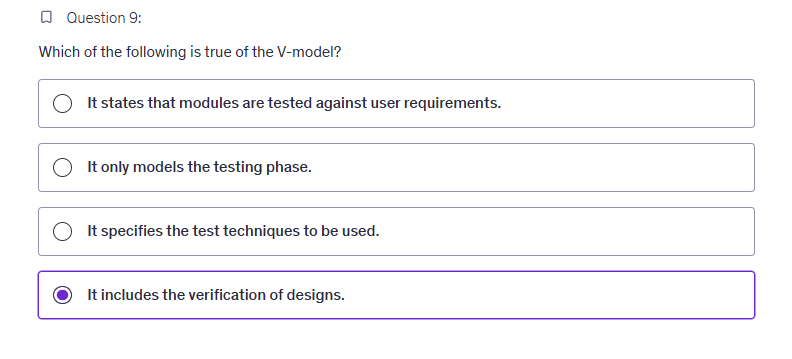 Question 9:
Which of the following is true of the V-model?
It states that modules are tested against user requirements.
It only models the testing phase.
It specifies the test techniques to be used.
It includes the verification of designs.